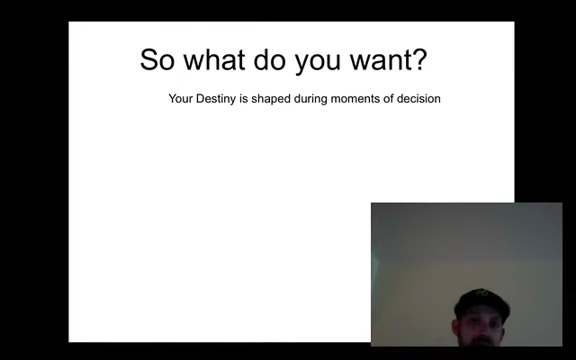 So what do you want?
Your Destiny is shaped during moments of decision